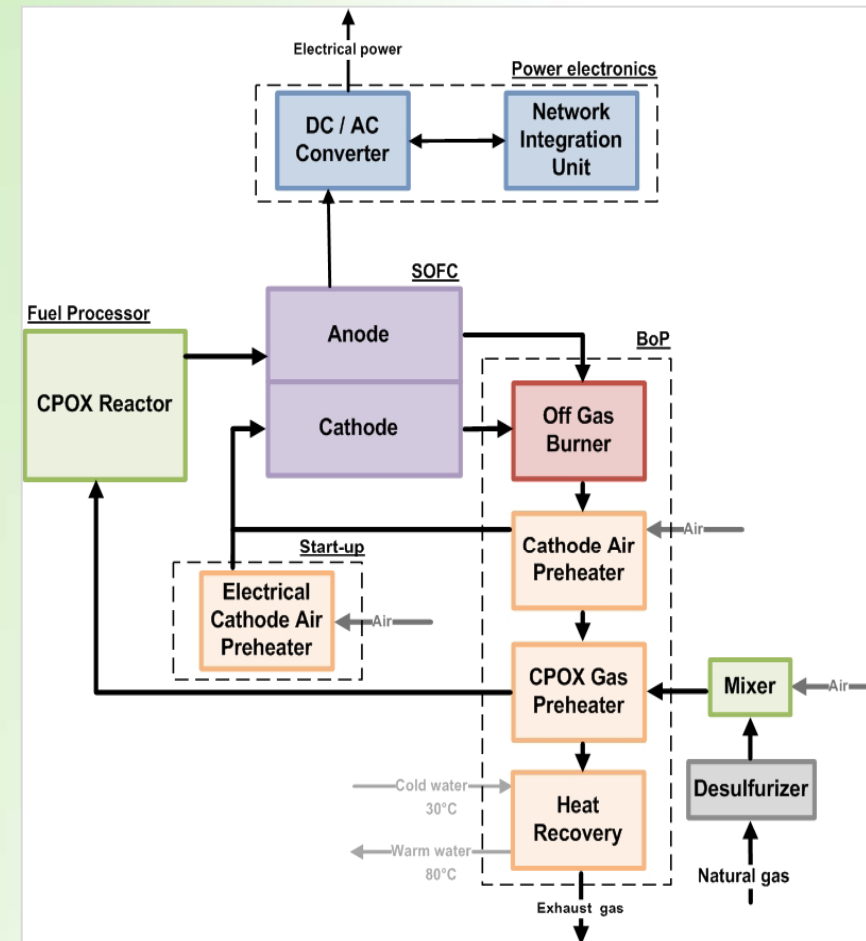 Electrical power
Power electronics
DC / AC
Converter
Network
Integration
Unit
SOFC
Fuel Processor
Anode
BoP
CPOX Reactor
Cathode
Off Gas
Burner
Air
Start-up
Cathode Air
Preheater
Electrical
Cathode Air
Preheater
Air
CPOX Gas
Preheater
Mixer
Air
Cold water
30°C
Heat
Recovery
Desulfurizer
Warm water
80°C
Natural gas
Exhaust gas